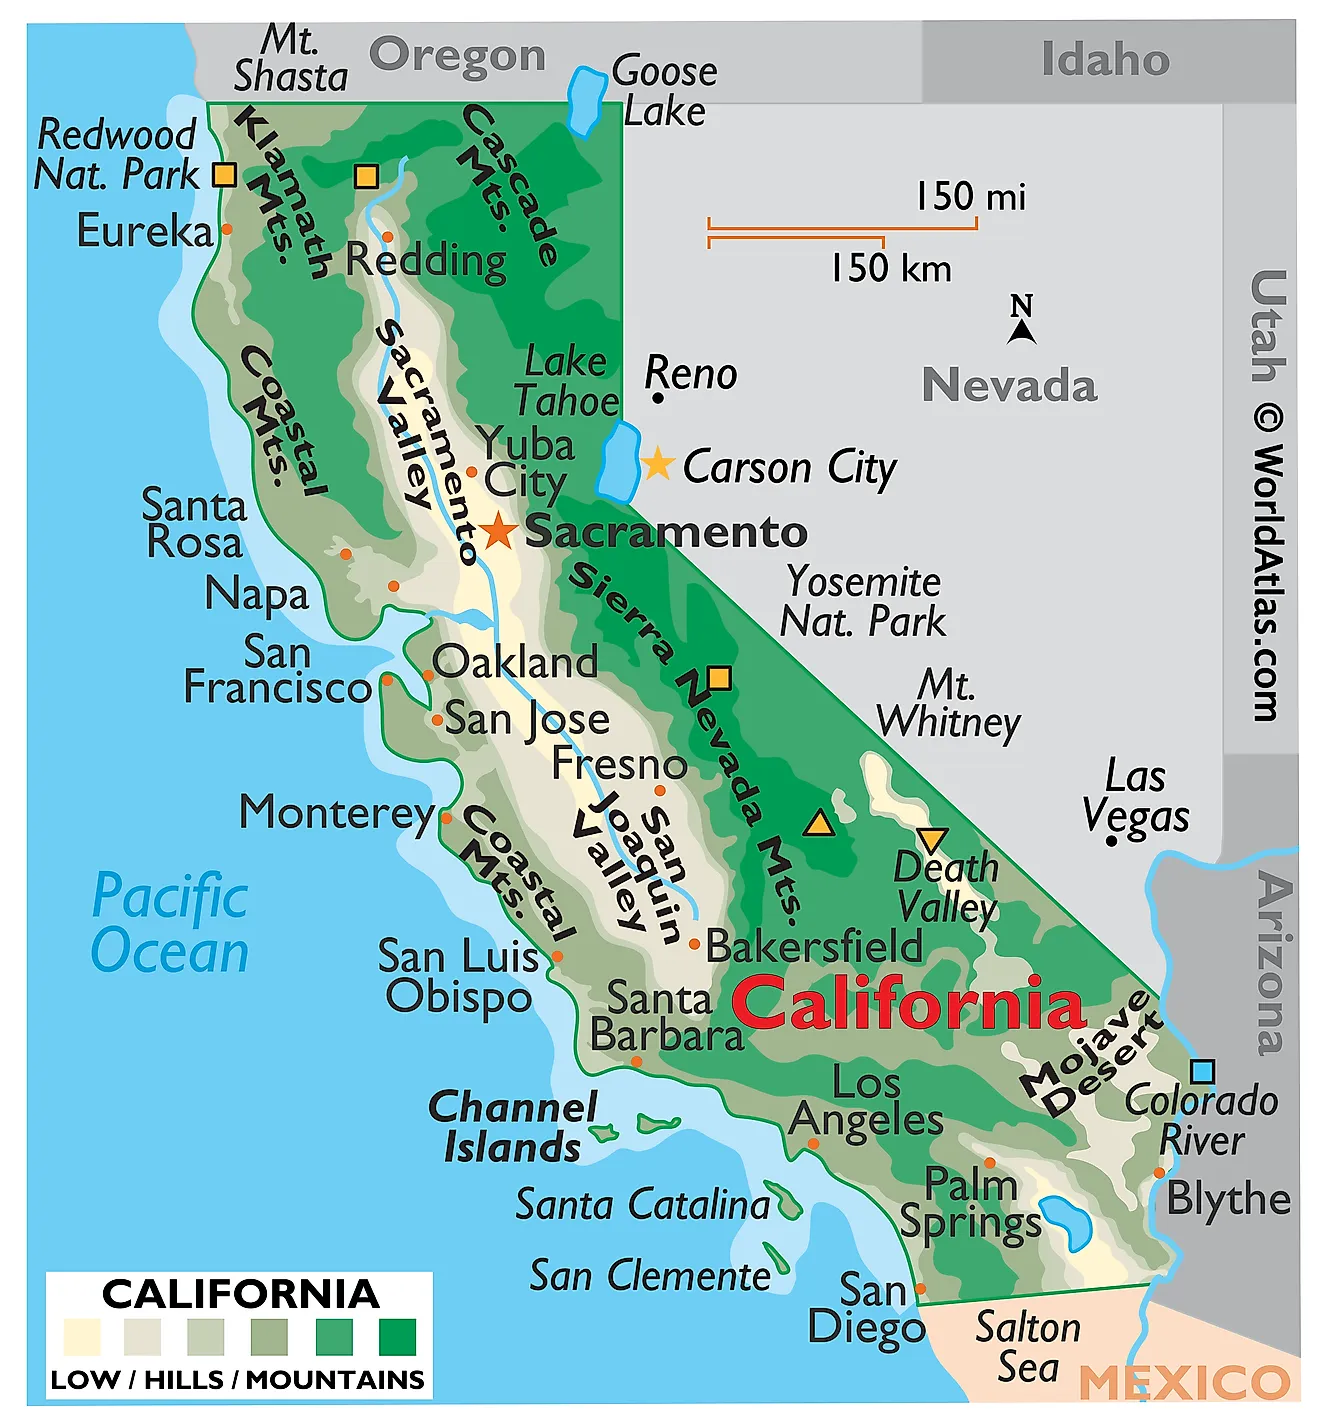 Mt.
Shasta
Oregon
Idaho
Goose
Lake
Redwood
Nat. Park
Klamath
Mts.
Cascade
Mts.
Eureka
Redding
150 mi
150 km
N
Utah
© WorldAtlas.com
Nevada
Coastal
Mts.
Sacramento
Valley
Lake
Tahoe
Reno
Yuba
City
Carson City
Santa
Rosa
Sacramento
Napa
Sierra Nevada Mts.
Yosemite
Nat. Park
San
Francisco
Oakland
San Jose
Mt.
Whitney
Fresno
Las
Vegas
Monterey
Coastal
Mts.
San
Joaquin
Valley
Death
Valley
Pacific
Ocean
Arizona
San Luis
Obispo
Bakersfield
Santa
Barbara
California
Mojave
Desert
Channel
Islands
Los
Angeles
Colorado
River
Santa Catalina
Palm
Springs
Blythe
San Clemente
San
Diego
Salton
Sea
MEXICO
CALIFORNIA
LOW / HILLS / MOUNTAINS